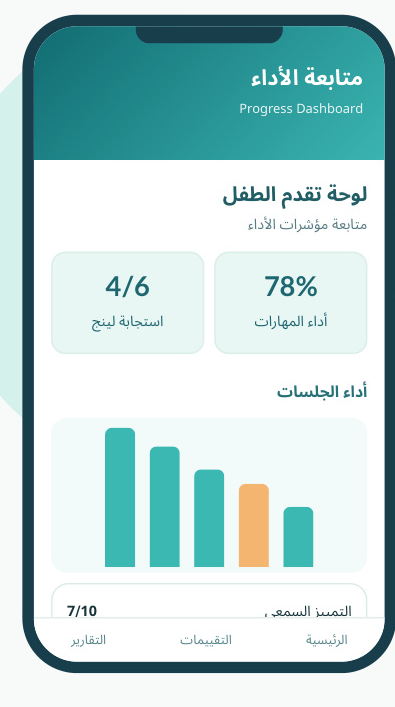 متابعة الأداء
Progress Dashboard
لوحة تقدم الطفل
متابعة مؤشرات الأداء
78%
أداء المهارات
4/6
استجابة لينج
أداء الجلسات
التمييز السمعي
7/10
الرئيسية
التقييمات
التقارير